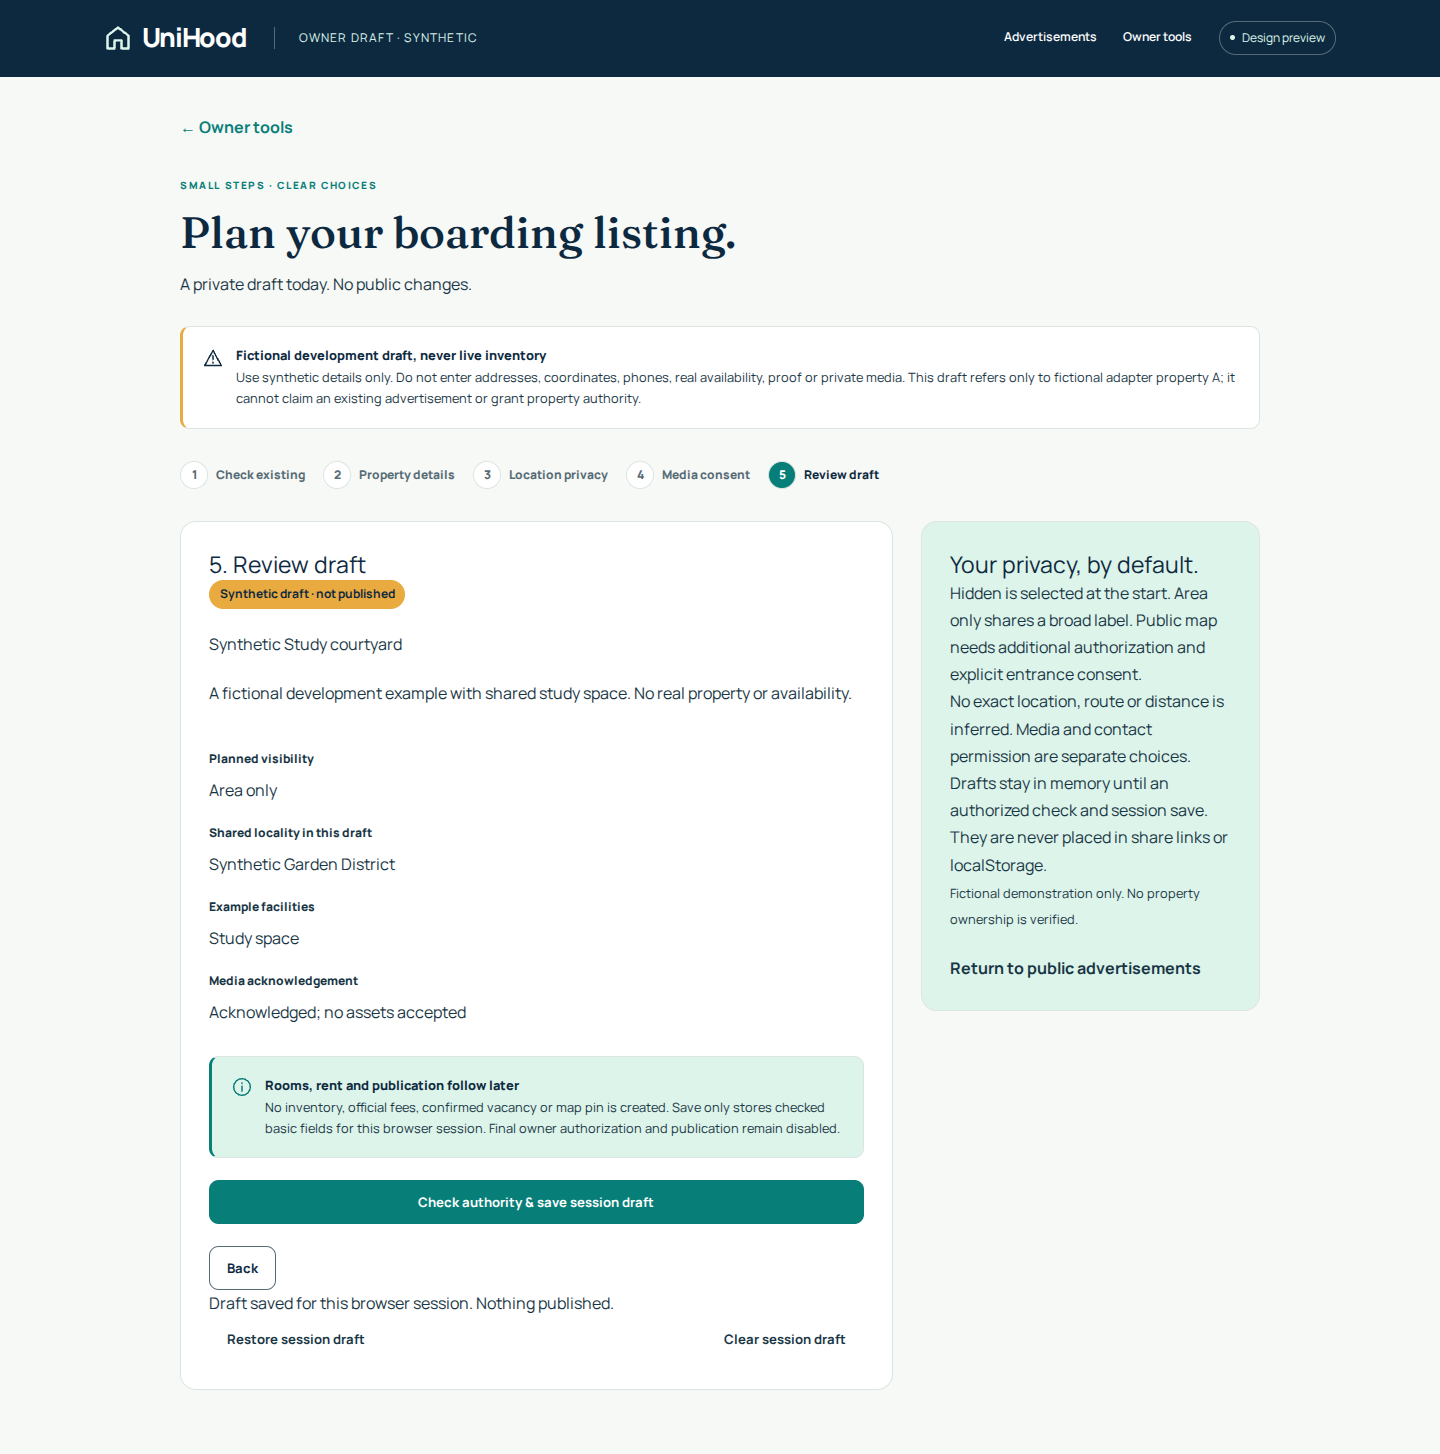 UniHood
OWNER DRAFT · SYNTHETIC
Advertisements
Owner tools
Design preview
← Owner tools
SMALL STEPS · CLEAR CHOICES
Plan your boarding listing.
A private draft today. No public changes.
Fictional development draft, never live inventory
Use synthetic details only. Do not enter addresses, coordinates, phones, real availability, proof or private media. This draft refers only to fictional adapter property A; it
cannot claim an existing advertisement or grant property authority.
1 Check existing
2 Property details
3 Location privacy
4 Media consent
5 Review draft
5. Review draft
Synthetic draft · not published
Synthetic Study courtyard
A fictional development example with shared study space. No real property or availability.
Planned visibility
Area only
Shared locality in this draft
Synthetic Garden District
Example facilities
Study space
Media acknowledgement
Acknowledged; no assets accepted
Rooms, rent and publication follow later
No inventory, official fees, confirmed vacancy or map pin is created. Save only stores checked
basic fields for this browser session. Final owner authorization and publication remain disabled.
Check authority & save session draft
Back
Draft saved for this browser session. Nothing published.
Restore session draft
Clear session draft
Your privacy, by default.
Hidden is selected at the start. Area
only shares a broad label. Public map
needs additional authorization and
explicit entrance consent.
No exact location, route or distance is
inferred. Media and contact
permission are separate choices.
Drafts stay in memory until an
authorized check and session save.
They are never placed in share links or
localStorage.
Fictional demonstration only. No property
ownership is verified.
Return to public advertisements